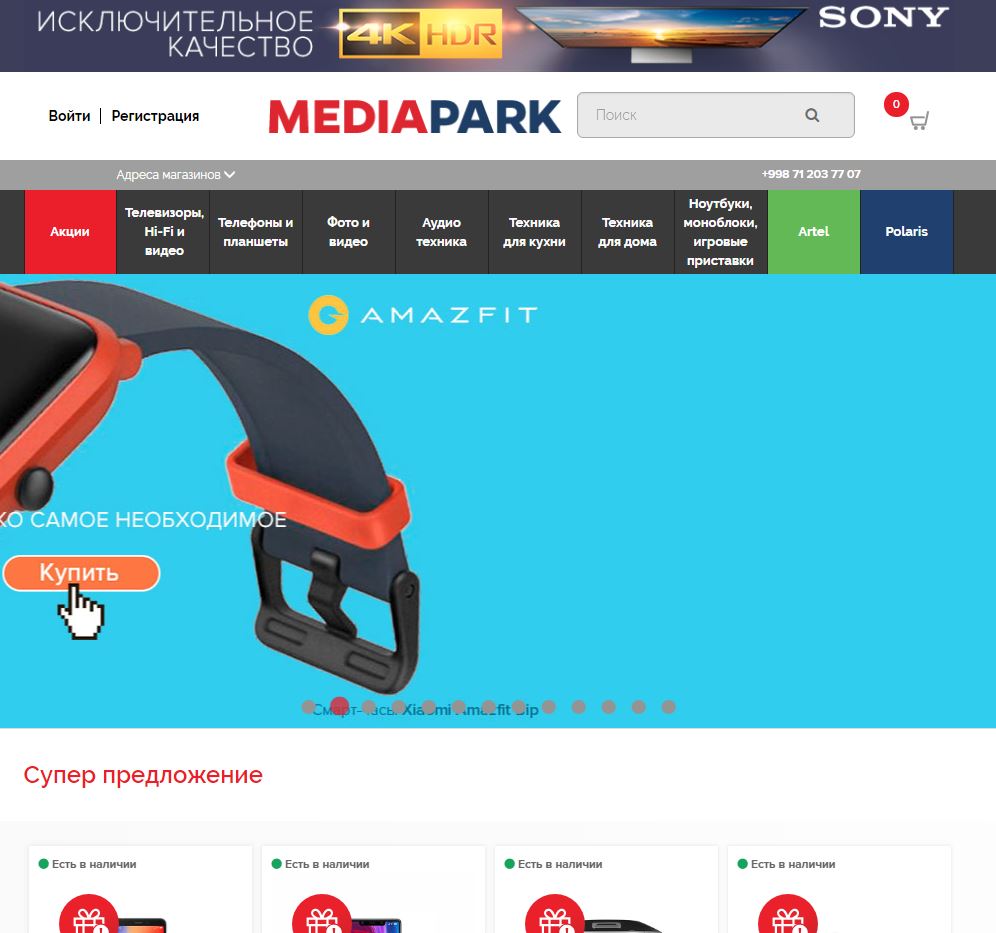 ИСКЛЮЧИТЕЛЬНОЕ
КАЧЕСТВО
4K HDR
SONY
Войти
Регистрация
MEDIAPARK
Поиск
0
Адреса магазинов
+998 71 203 77 07
Акции
Телевизоры,
Hi-Fi и
видео
Телефоны и
планшеты
Фото и
видео
Аудио
техника
Техника
для кухни
Техника
для дома
Ноутбуки,
моноблоки,
игровые
приставки
Artel
Polaris
AMAZFIT
КО САМОЕ НЕОБХОДИМОЕ
Купить
Смарт-часы Xiaomi Amazfit Bip
Супер предложение
Есть в наличии
Есть в наличии
Есть в наличии
Есть в наличии